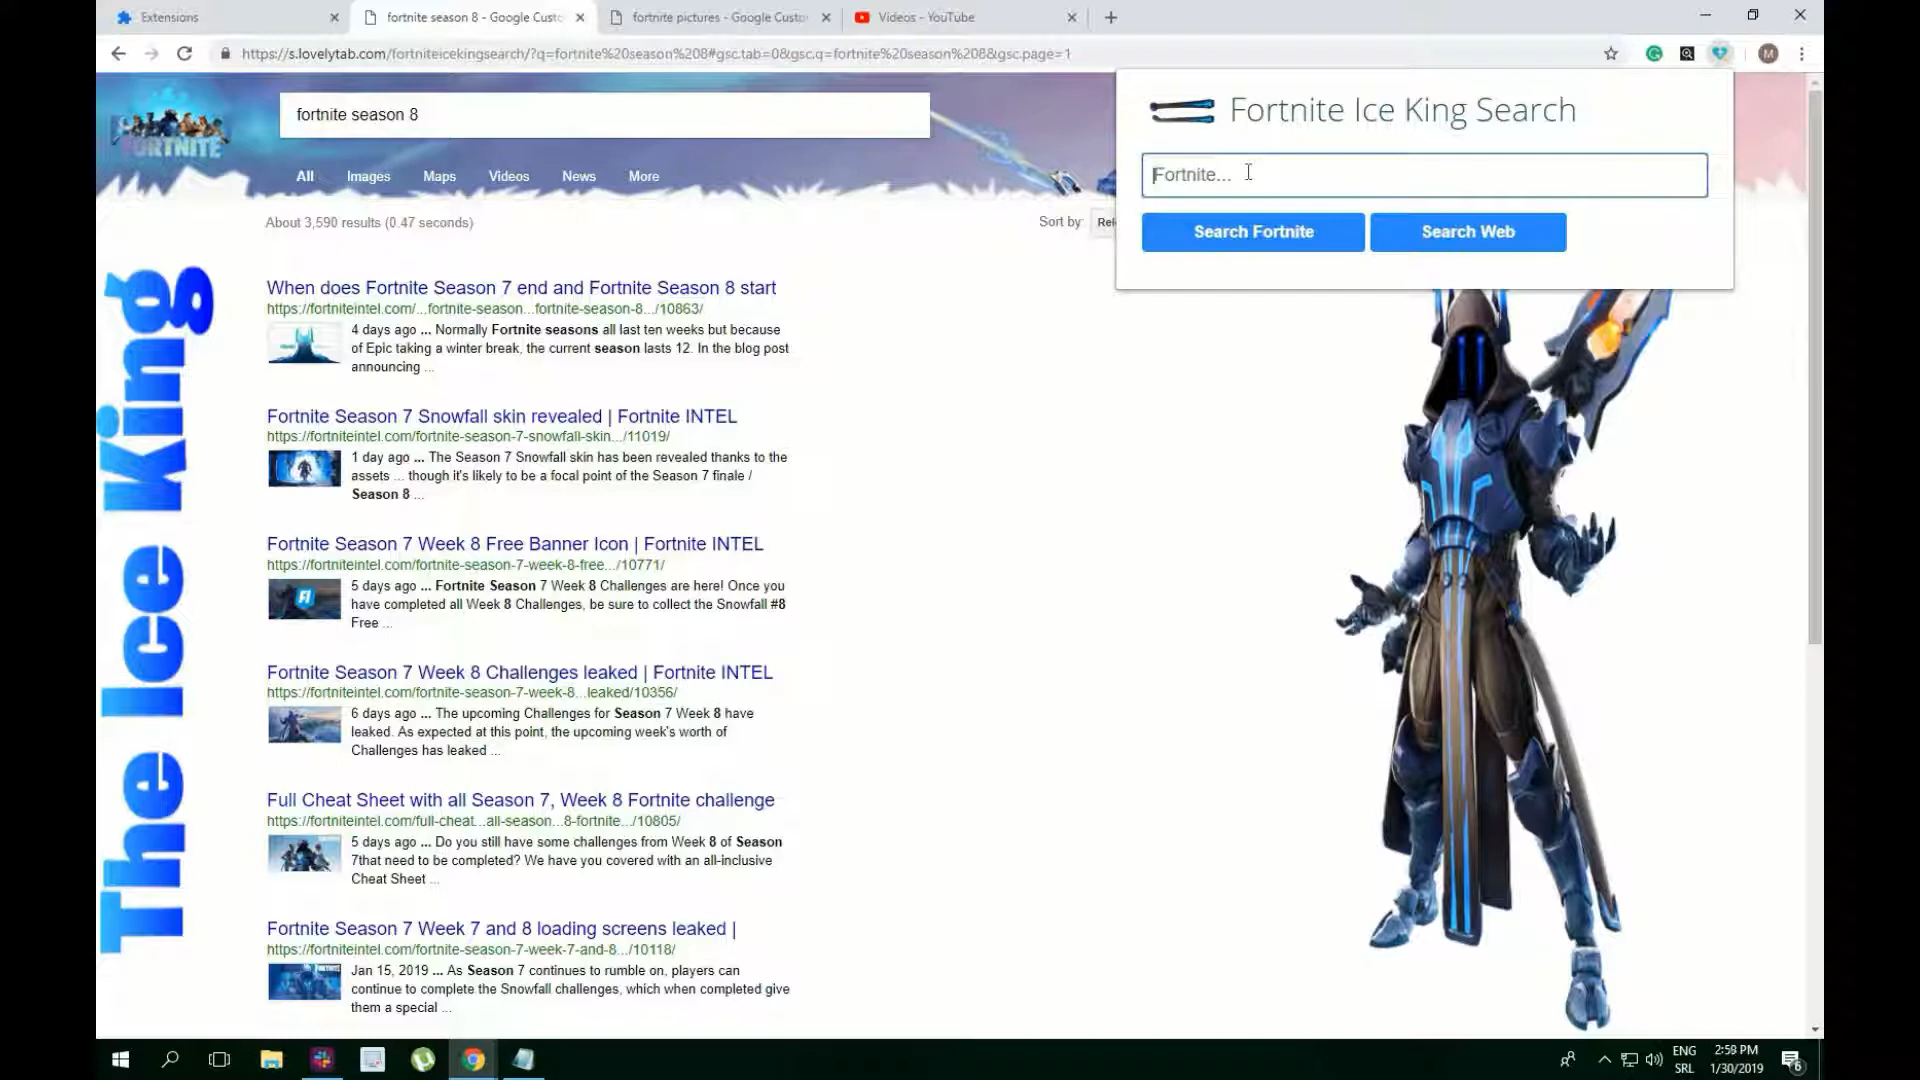 Extensions
fortnite season 8 - Google Custo
fortnite pictures - Google Custo
Videos - YouTube
https://s.lovelytab.com/fortniteicekingsearch/?q=fortnite%20season%208#gsc.tab=0&gsc.q=fortnite%20season%208&gsc.page=1
M
FORTNITE
fortnite season 8
All Images Maps Videos News More
Fortnite Ice King Search
Fortnite...
Search Fortnite Search Web
About 3,590 results (0.47 seconds)
Sort by: Rel
The Ice King
When does Fortnite Season 7 end and Fortnite Season 8 start
https://fortniteintel.com/...fortnite-season...fortnite-season-8.../10863/
4 days ago ... Normally Fortnite seasons all last ten weeks but because
of Epic taking a winter break, the current season lasts 12. In the blog post
announcing ...
Fortnite Season 7 Snowfall skin revealed | Fortnite INTEL
https://fortniteintel.com/fortnite-season-7-snowfall-skin.../11019/
1 day ago ... The Season 7 Snowfall skin has been revealed thanks to the
assets ... though it's likely to be a focal point of the Season 7 finale /
Season 8 ...
Fortnite Season 7 Week 8 Free Banner Icon | Fortnite INTEL
https://fortniteintel.com/fortnite-season-7-week-8-free.../10771/
5 days ago ... Fortnite Season 7 Week 8 Challenges are here! Once you
have completed all Week 8 Challenges, be sure to collect the Snowfall #8
Free ...
Fortnite Season 7 Week 8 Challenges leaked | Fortnite INTEL
https://fortniteintel.com/fortnite-season-7-week-8...leaked/10356/
6 days ago ... The upcoming Challenges for Season 7 Week 8 have
leaked. As expected at this point, the upcoming week's worth of
Challenges has leaked ...
Full Cheat Sheet with all Season 7, Week 8 Fortnite challenge
https://fortniteintel.com/full-cheat...all-season...8-fortnite.../10805/
5 days ago ... Do you still have some challenges from Week 8 of Season
7that need to be completed? We have you covered with an all-inclusive
Cheat Sheet ...
Fortnite Season 7 Week 7 and 8 loading screens leaked |
https://fortniteintel.com/fortnite-season-7-week-7-and-8.../10118/
Jan 15, 2019 ... As Season 7 continues to rumble on, players can
continue to complete the Snowfall challenges, which when completed give
them a special ...
ENG
SRL
2:59 PM
1/30/2019
6